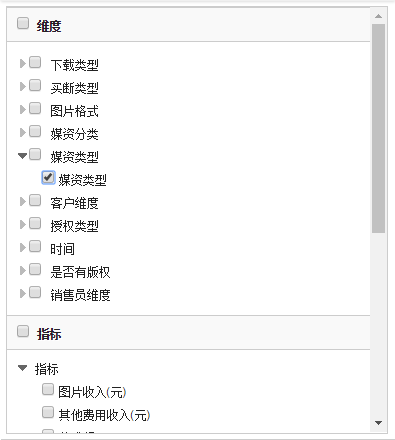 维度
下载类型
买断类型
图片格式
媒资分类
媒资类型
媒资类型
客户维度
授权类型
时间
是否有版权
销售员维度
指标
指标
图片收入(元)
其他费用收入(元)